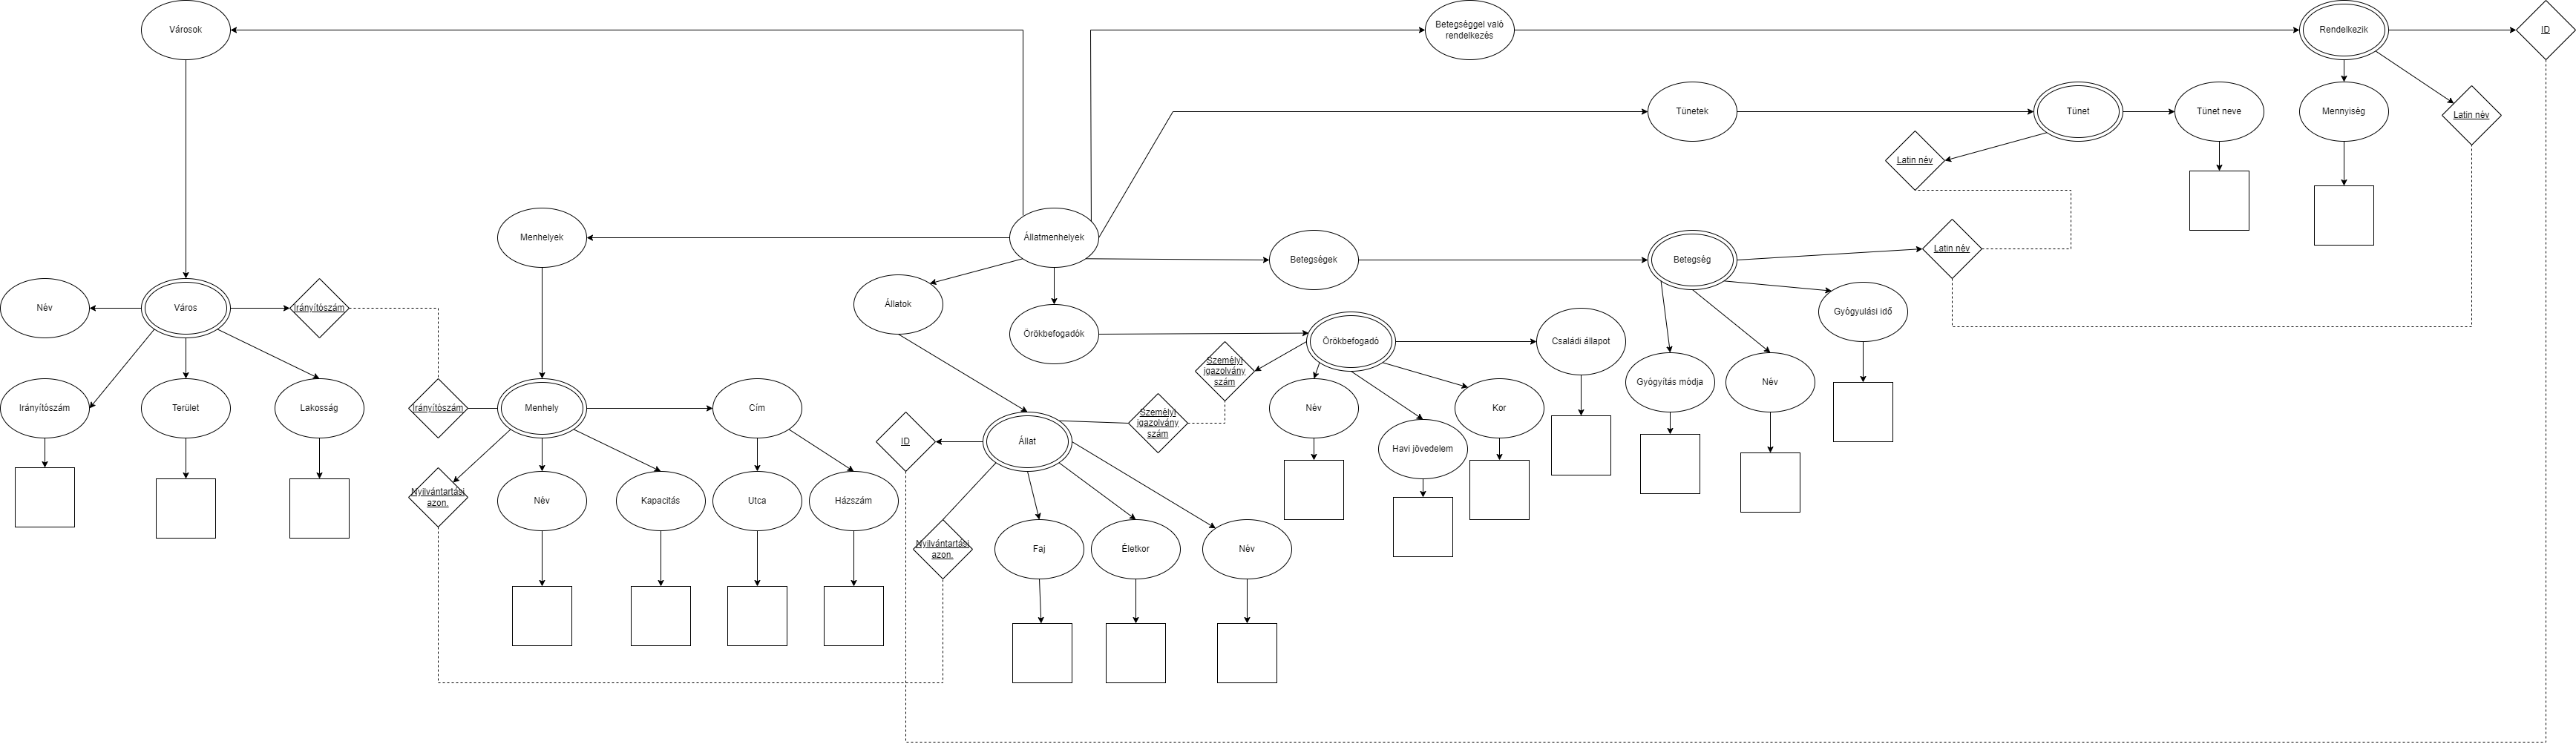 Városok
Betegséggel való
rendelkezés
Rendelkezik
ID
Tünetek
Tünet
Tünet neve
Mennyiség
Latin név
Latin név
Menhelyek
Állatmenhelyek
Betegségek
Betegség
Latin név
Név
Város
Irányítószám
Állatok
Örökbefogadók
Örökbefogadó
Családi állapot
Gyógyulási idő
Személyi
igazolvány
szám
Gyógyítás módja
Név
Irányítószám
Terület
Lakosság
Irányítószám
Menhely
Cím
Személyi
igazolvány
szám
Név
Kor
ID
Állat
Havi jövedelem
Nyilvántartási
azon.
Név
Kapacitás
Utca
Házszám
Nyilvántartási
azon.
Faj
Életkor
Név